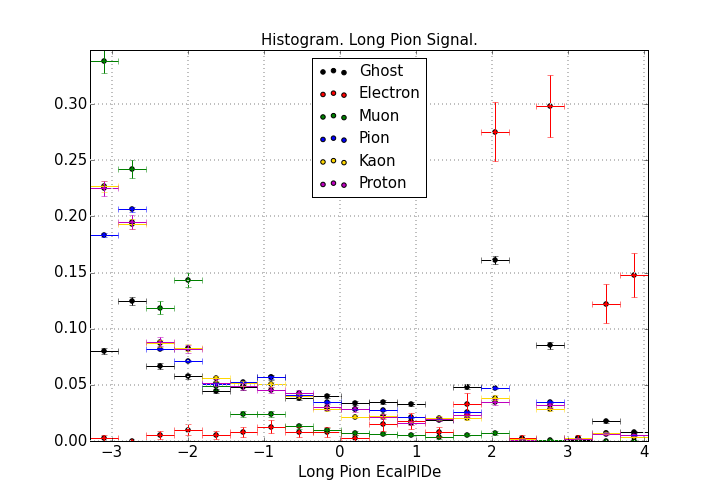 Histogram. Long Pion Signal.
Ghost
Electron
Muon
Pion
Kaon
Proton
0.30
0.25
0.20
0.15
0.10
0.05
0.00
−3 −2 −1 0 1 2 3 4
Long Pion EcalPIDe